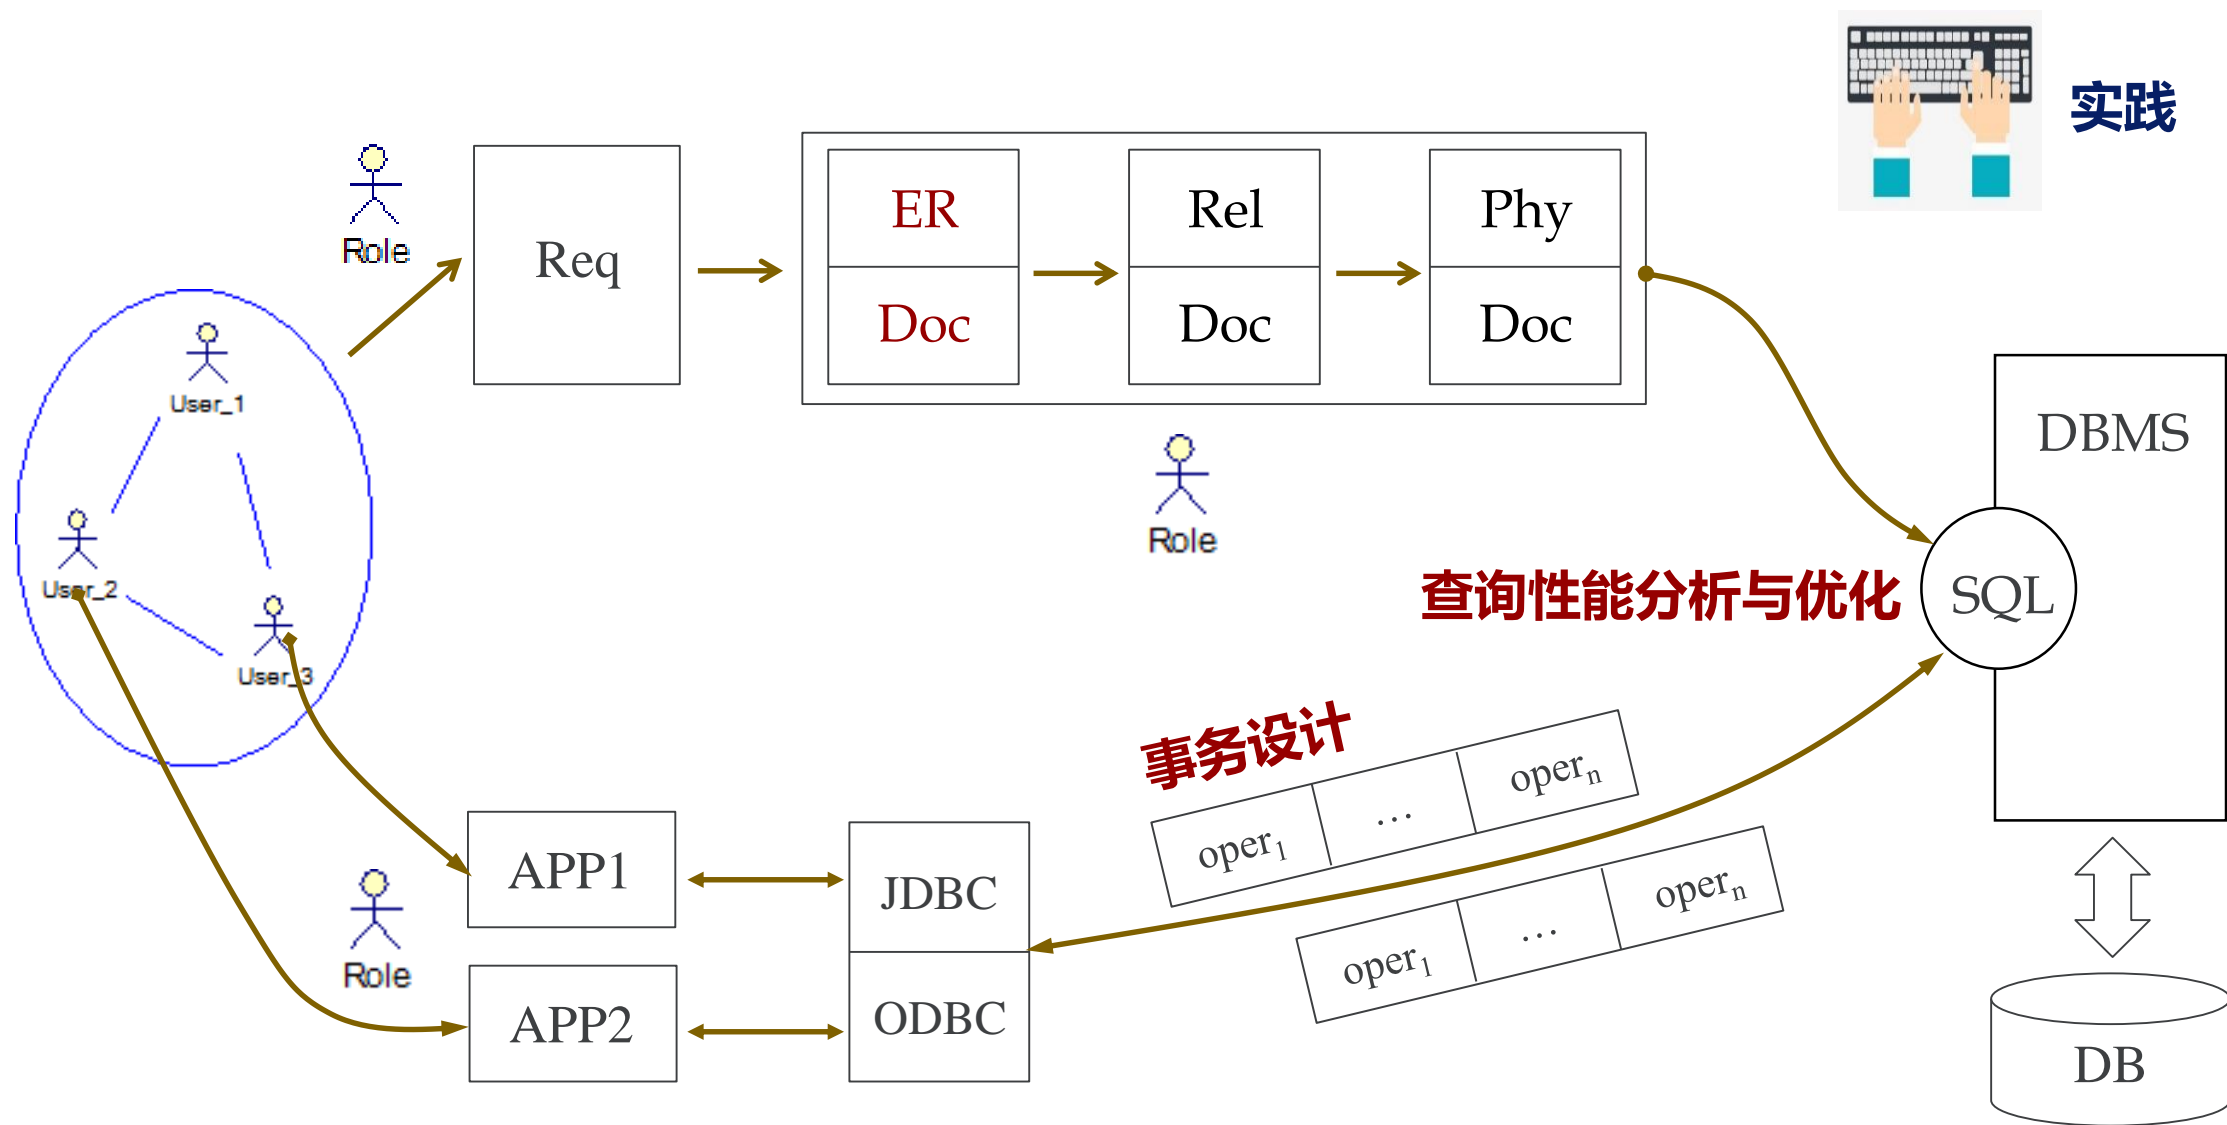 实践
Role
Req
ER
Doc
Rel
Doc
Phy
Doc
User_1
User_2
User_3
Role
DBMS
SQL
查询性能分析与优化
事务设计
oper1 … opern
oper1 … opern
APP1
APP2
Role
JDBC
ODBC
DB